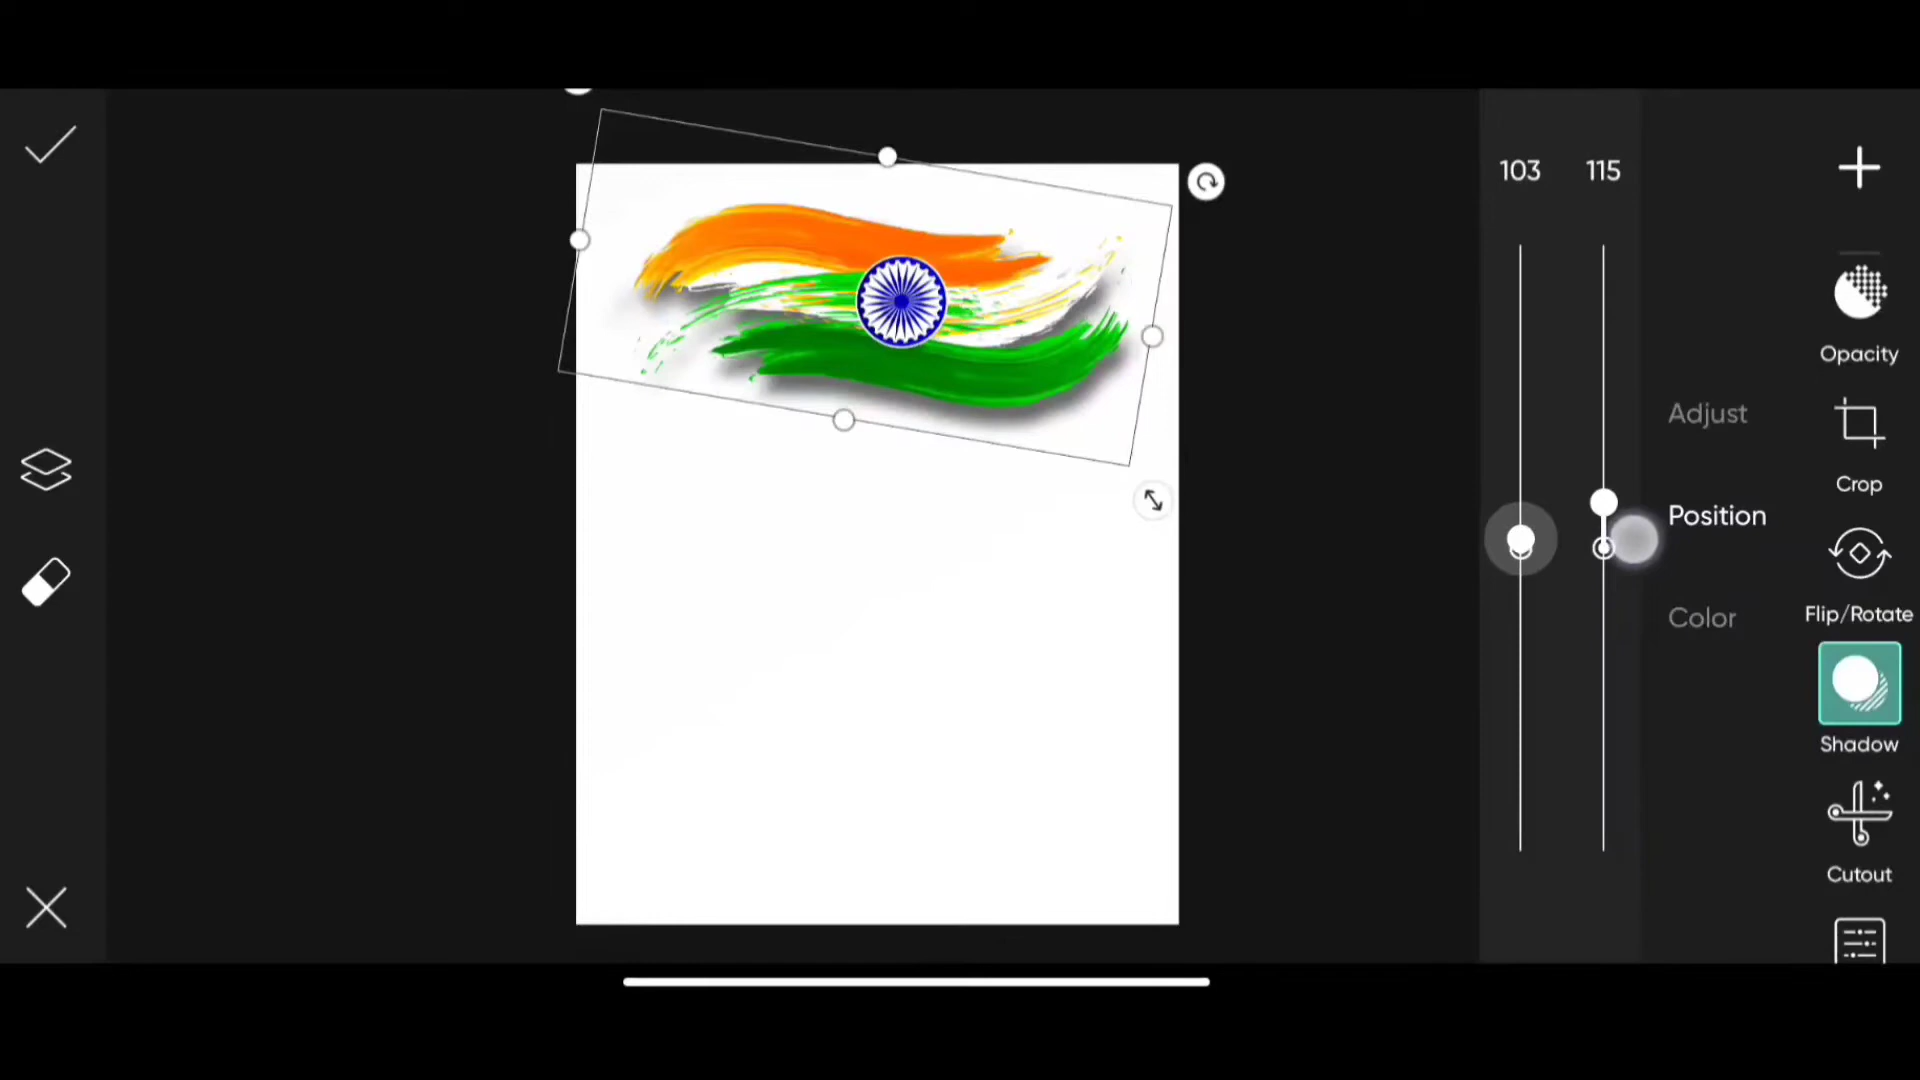 103 115
Opacity
Adjust
Crop
Position
Flip/Rotate
Color
Shadow
Cutout